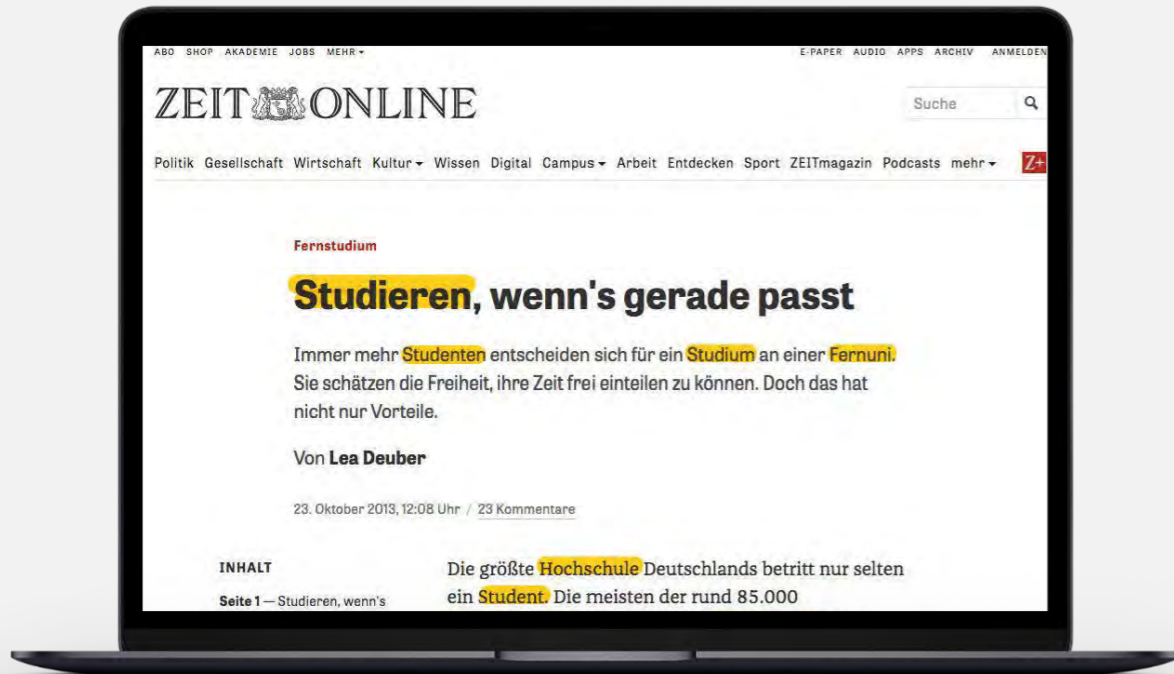 ABO SHOP AKADEMIE JOBS MEHR
E-PAPER AUDIO APPS ARCHIV ANMELDEN
ZEIT ONLINE
Suche
Politik Gesellschaft Wirtschaft Kultur Wissen Digital Campus Arbeit Entdecken Sport ZEITmagazin Podcasts mehr Z+
Fernstudium
Studieren, wenn's gerade passt
Immer mehr Studenten entscheiden sich für ein Studium an einer Fernuni.
Sie schätzen die Freiheit, ihre Zeit frei einteilen zu können. Doch das hat
nicht nur Vorteile.
Von Lea Deuber
23. Oktober 2013, 12:08 Uhr / 23 Kommentare
INHALT
Seite 1 — Studieren, wenn's
Die größte Hochschule Deutschlands betritt nur selten
ein Student. Die meisten der rund 85.000